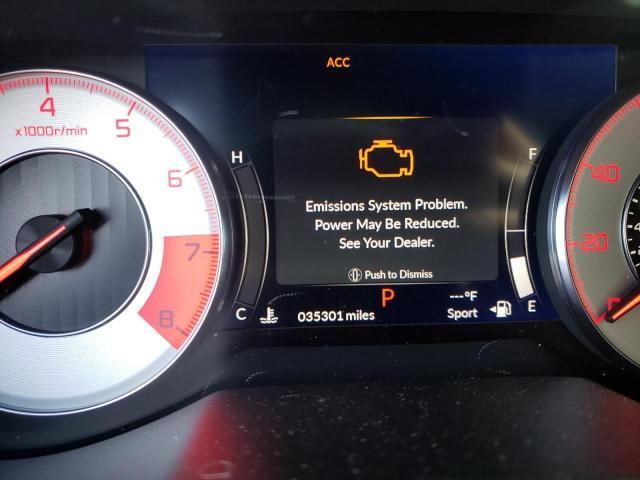 ACC
4
x1000r/min
5
6
7
8
H
C
Emissions System Problem.
Power May Be Reduced.
See Your Dealer.
Push to Dismiss
P
035301 miles
---°F
Sport
F
E
40
20
0